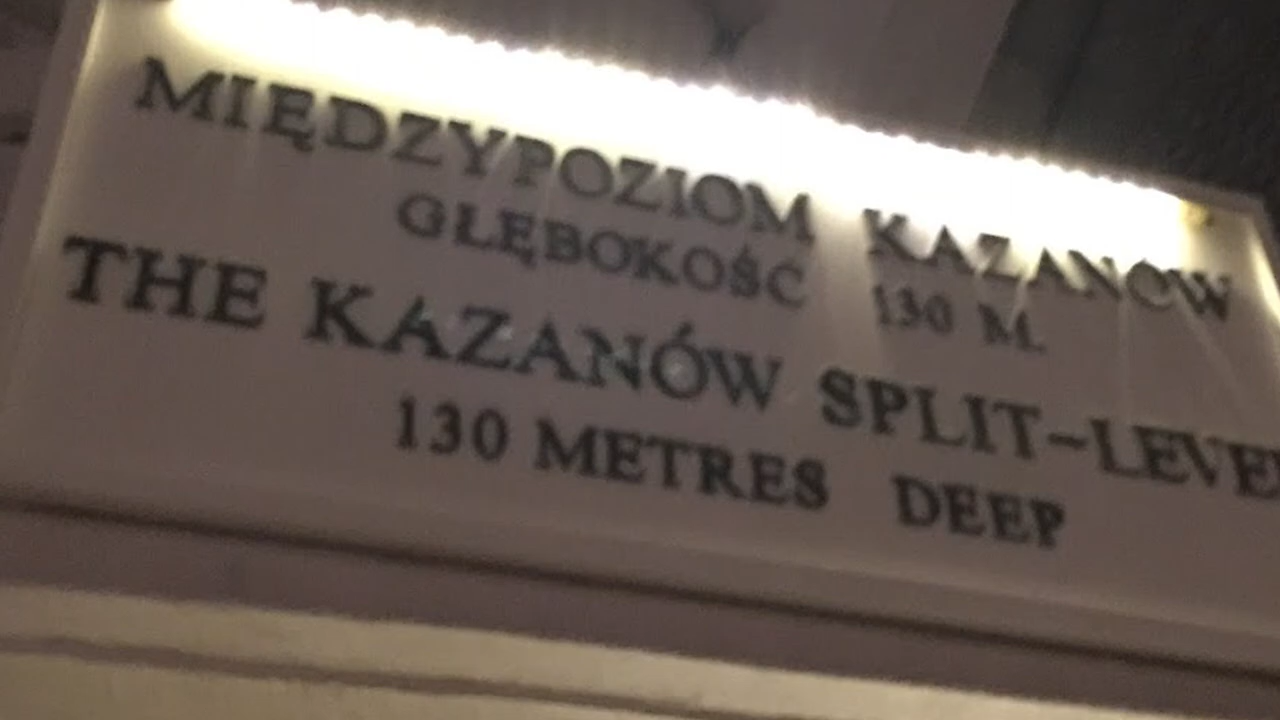 MIĘDZYPOZIOM KAZANÓW
GŁĘBOKOŚĆ 130 M.
THE KAZANÓW SPLIT-LEVEL
130 METRES DEEP